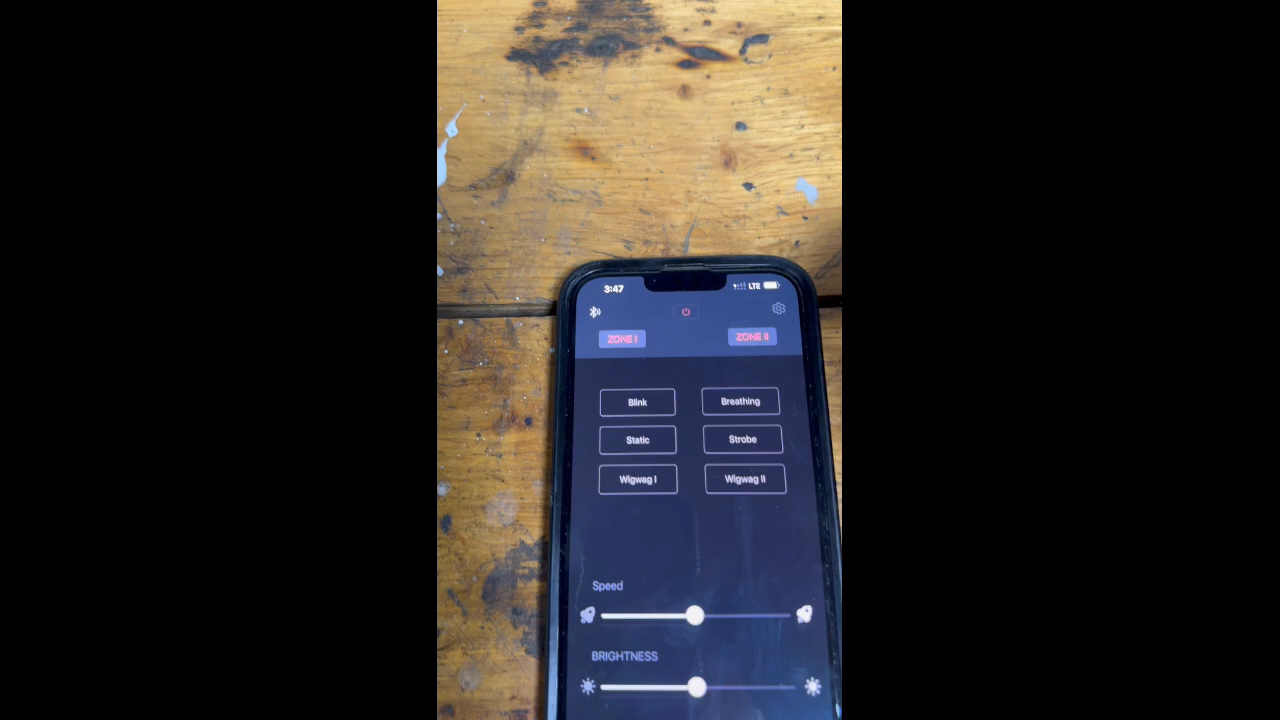 3:47 LTE
ZONE I ZONE II
Blink Breathing
Static Strobe
Wigwag I Wigwag II
Speed
BRIGHTNESS